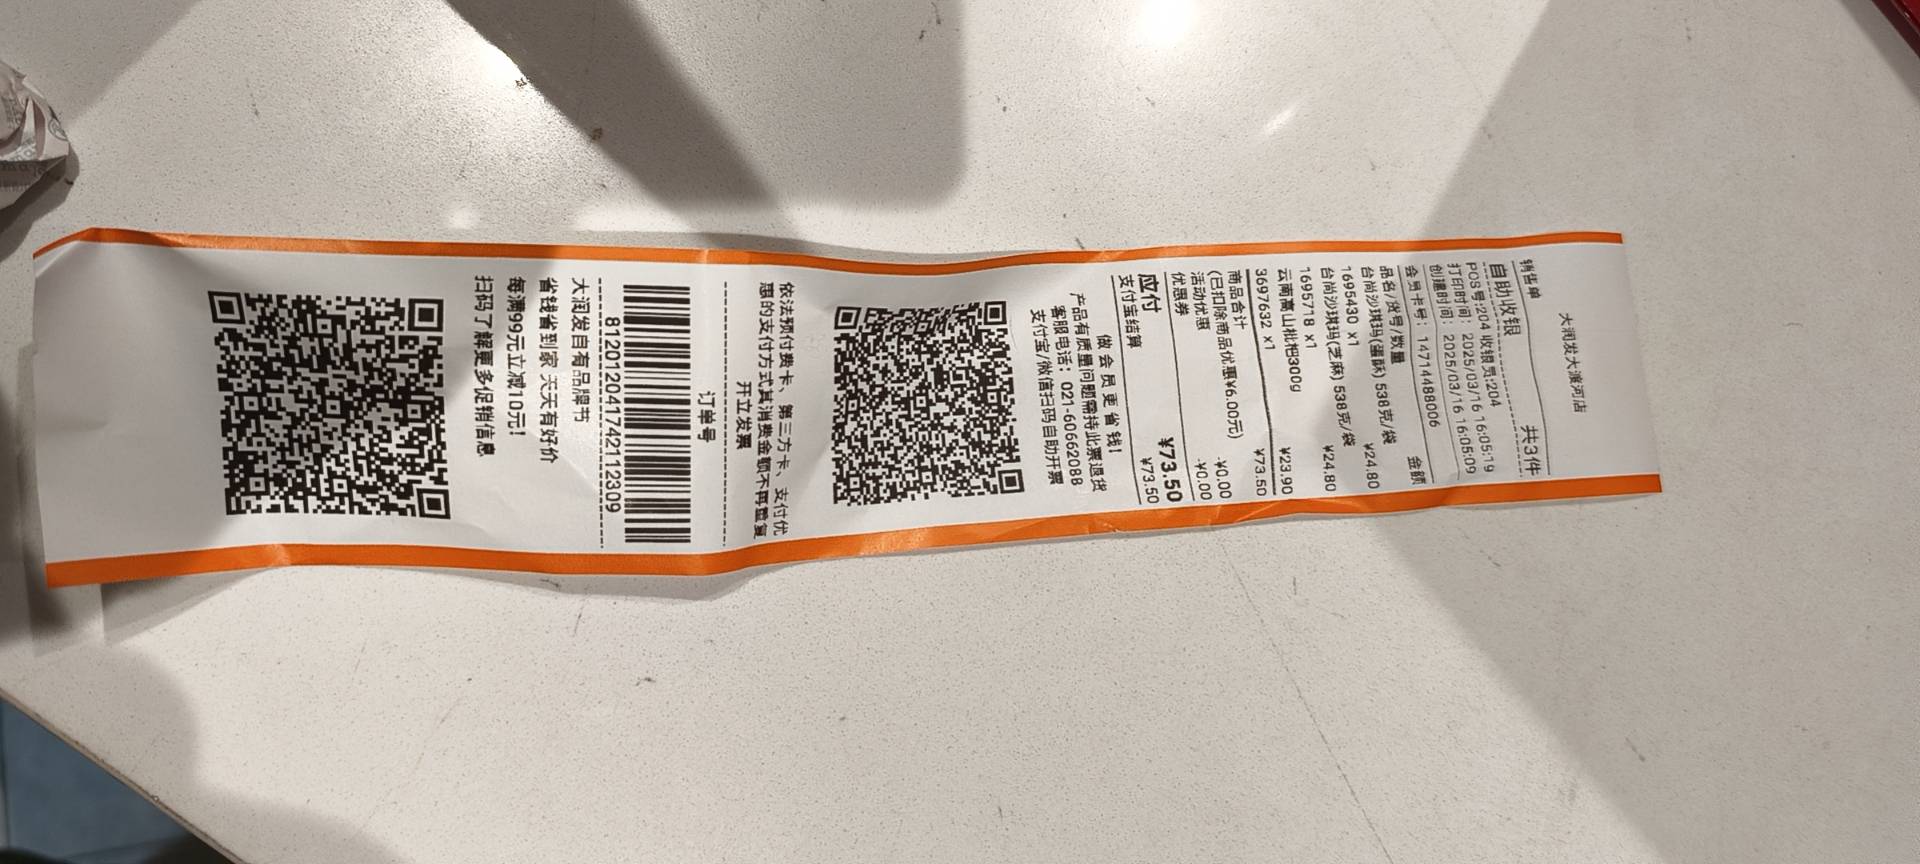 大润发大渡河店
销售单 共3件
自助收银
POS号:204 收银员:204
打印时间: 2025/03/16 16:05:19
创建时间: 2025/03/16 16:05:09
会员卡号: 14714488006
品名/货号/数量 金额
台尚沙琪玛(蛋酥) 538克/袋
1695430 x1 ¥24.80
台尚沙琪玛(芝麻) 538克/袋
1695718 x1 ¥24.80
云南高山枇杷300g
3697632 x1 ¥23.90
商品合计 ¥73.50
(已扣除商品优惠¥6.00元)
活动优惠 -¥0.00
优惠券 -¥0.00
应付 ¥73.50
支付宝结算 ¥73.50
做会员更省钱!
产品有质量问题需持此票退货
客服电话: 021-60662088
支付宝/微信扫码自助开票
依法预付费卡、第三方卡、支付优
惠的支付方式其消费金额不再重复
开立发票
订单号
812012041742112309
大润发自有品牌节
省钱省到家 天天有好价
每满99元立减10元!
扫码了解更多促销信息